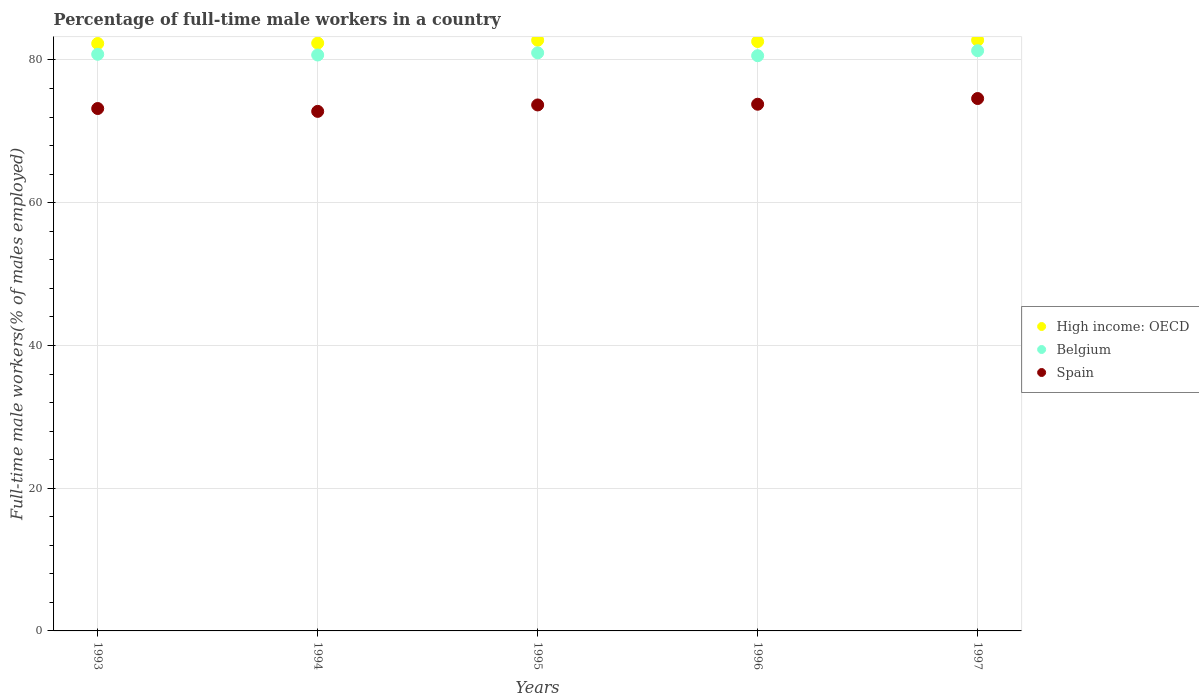 Percentage of full-time male workers in a country
Full-time male workers(% of males employed)
80
60
40
20
0
1993
1994
1995
1996
1997
Years
High income: OECD
Belgium
Spain